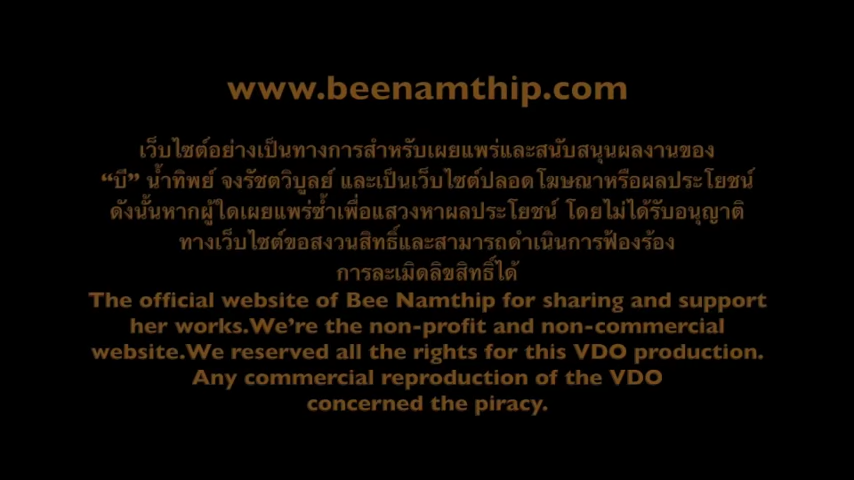 www.beenamthip.com
เว็บไซต์อย่างเป็นทางการสำหรับเผยแพร่และสนับสนุนผลงานของ
“บี” น้ำทิพย์ จงรัชตวิบูลย์ และเป็นเว็บไซต์ปลอดโฆษณาหรือผลประโยชน์
ดังนั้นหากผู้ใดเผยแพร่ซ้ำเพื่อแสวงหาผลประโยชน์ โดยไม่ได้รับอนุญาติ
ทางเว็บไซต์ขอสงวนสิทธิ์และสามารถดำเนินการฟ้องร้อง
การละเมิดลิขสิทธิ์ได้
The official website of Bee Namthip for sharing and support
her works.We’re the non-profit and non-commercial
website.We reserved all the rights for this VDO production.
Any commercial reproduction of the VDO
concerned the piracy.